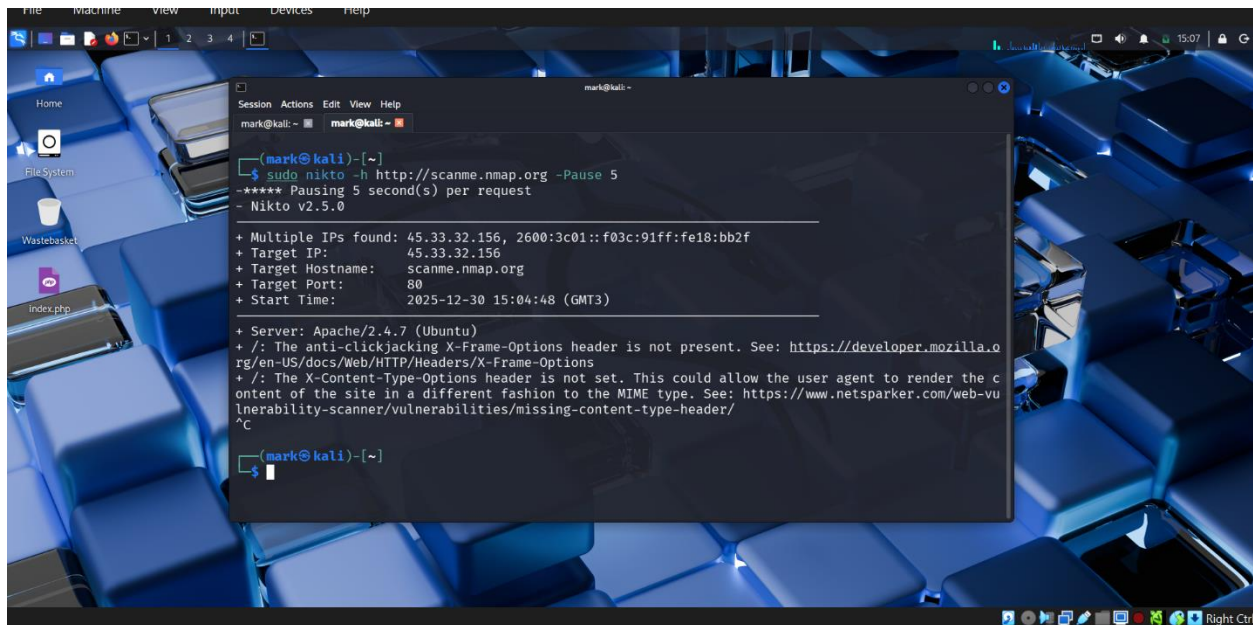 File Machine View Input Devices Help
1 2 3 4
15:07
Home
File System
Wastebasket
index.php
mark@kali: ~
Session Actions Edit View Help
mark@kali: ~ mark@kali: ~
(mark㉿kali)-[~]
$ sudo nikto -h http://scanme.nmap.org -Pause 5
-***** Pausing 5 second(s) per request
- Nikto v2.5.0
+ Multiple IPs found: 45.33.32.156, 2600:3c01::f03c:91ff:fe18:bb2f
+ Target IP: 45.33.32.156
+ Target Hostname: scanme.nmap.org
+ Target Port: 80
+ Start Time: 2025-12-30 15:04:48 (GMT3)
+ Server: Apache/2.4.7 (Ubuntu)
+ /: The anti-clickjacking X-Frame-Options header is not present. See: https://developer.mozilla.o
rg/en-US/docs/Web/HTTP/Headers/X-Frame-Options
+ /: The X-Content-Type-Options header is not set. This could allow the user agent to render the c
ontent of the site in a different fashion to the MIME type. See: https://www.netsparker.com/web-vu
lnerability-scanner/vulnerabilities/missing-content-type-header/
^C
(mark㉿kali)-[~]
$
Right Ctrl